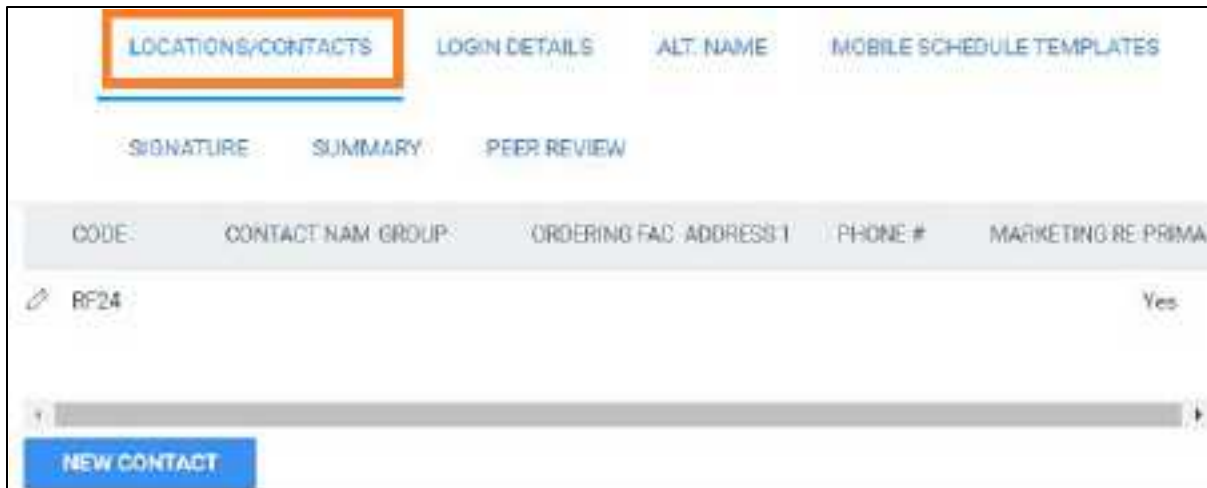 LOCATIONS/CONTACTS LOGIN DETAILS ALT. NAME MOBILE SCHEDULE TEMPLATES
SIGNATURE SUMMARY PEER REVIEW
CODE CONTACT NAM GROUP ORDERING FAC ADDRESS 1 PHONE # MARKETING RE PRIMA
RF24 Yes
NEW CONTACT